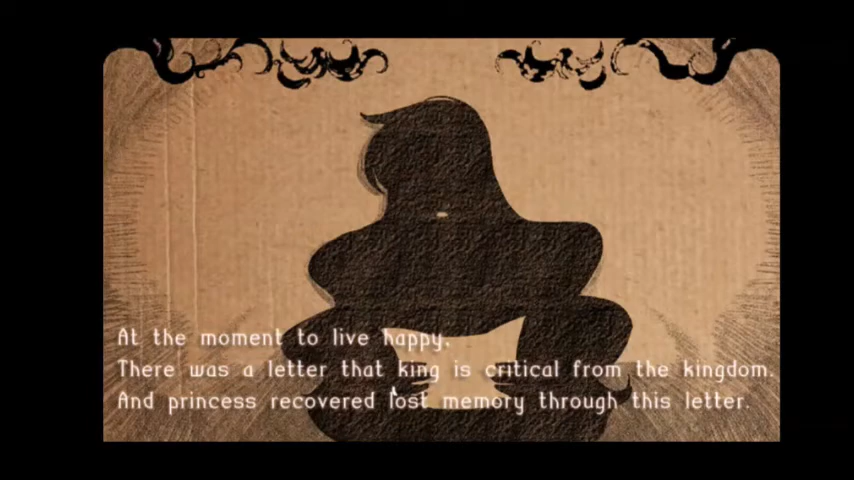 At the moment to live happy.
There was a letter that king is critical from the kingdom.
And princess recovered lost memory through this letter.